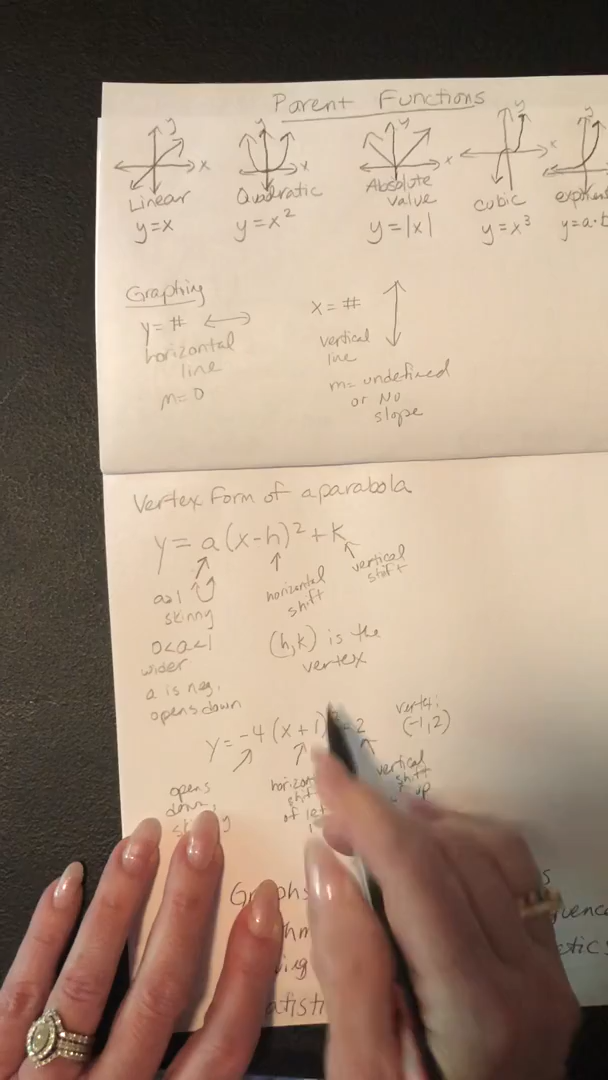 Parent Functions
y y y y y
x x x x
Linear Quadratic Absolute value cubic
y=x y=x² y=|x| y=x³ y=a·b
Graphing
y=# x=#
horizontal line vertical line
m=0 m=undefined
or No
slope
Vertex Form of a parabola
y=a(x-h)²+k
a>1
skinny
horizontal
shift
vertical
shift
0<a<1
wider
(h,k) is the
vertex
a is neg.
opens down
y=-4(x+1) 2
vertex:
(-1,2)
opens
down,
vertical
shift
up
of
Graphs